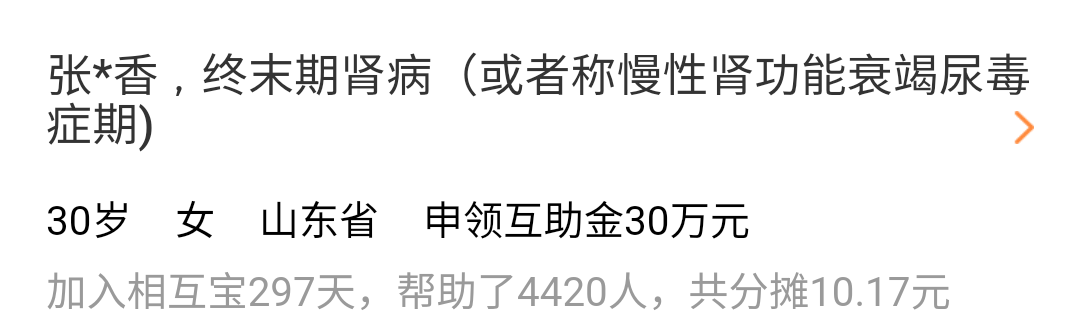 张*香，终末期肾病（或者称慢性肾功能衰竭尿毒
症期)
30岁 女 山东省 申领互助金30万元
加入相互宝297天，帮助了4420人，共分摊10.17元